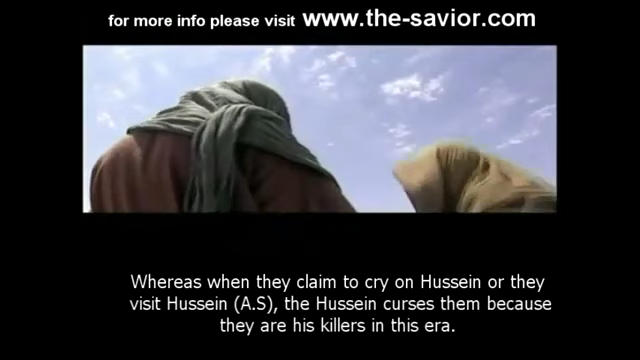 for more info please visit www.the-savior.com
Whereas when they claim to cry on Hussein or they
visit Hussein (A.S), the Hussein curses them because
they are his killers in this era.